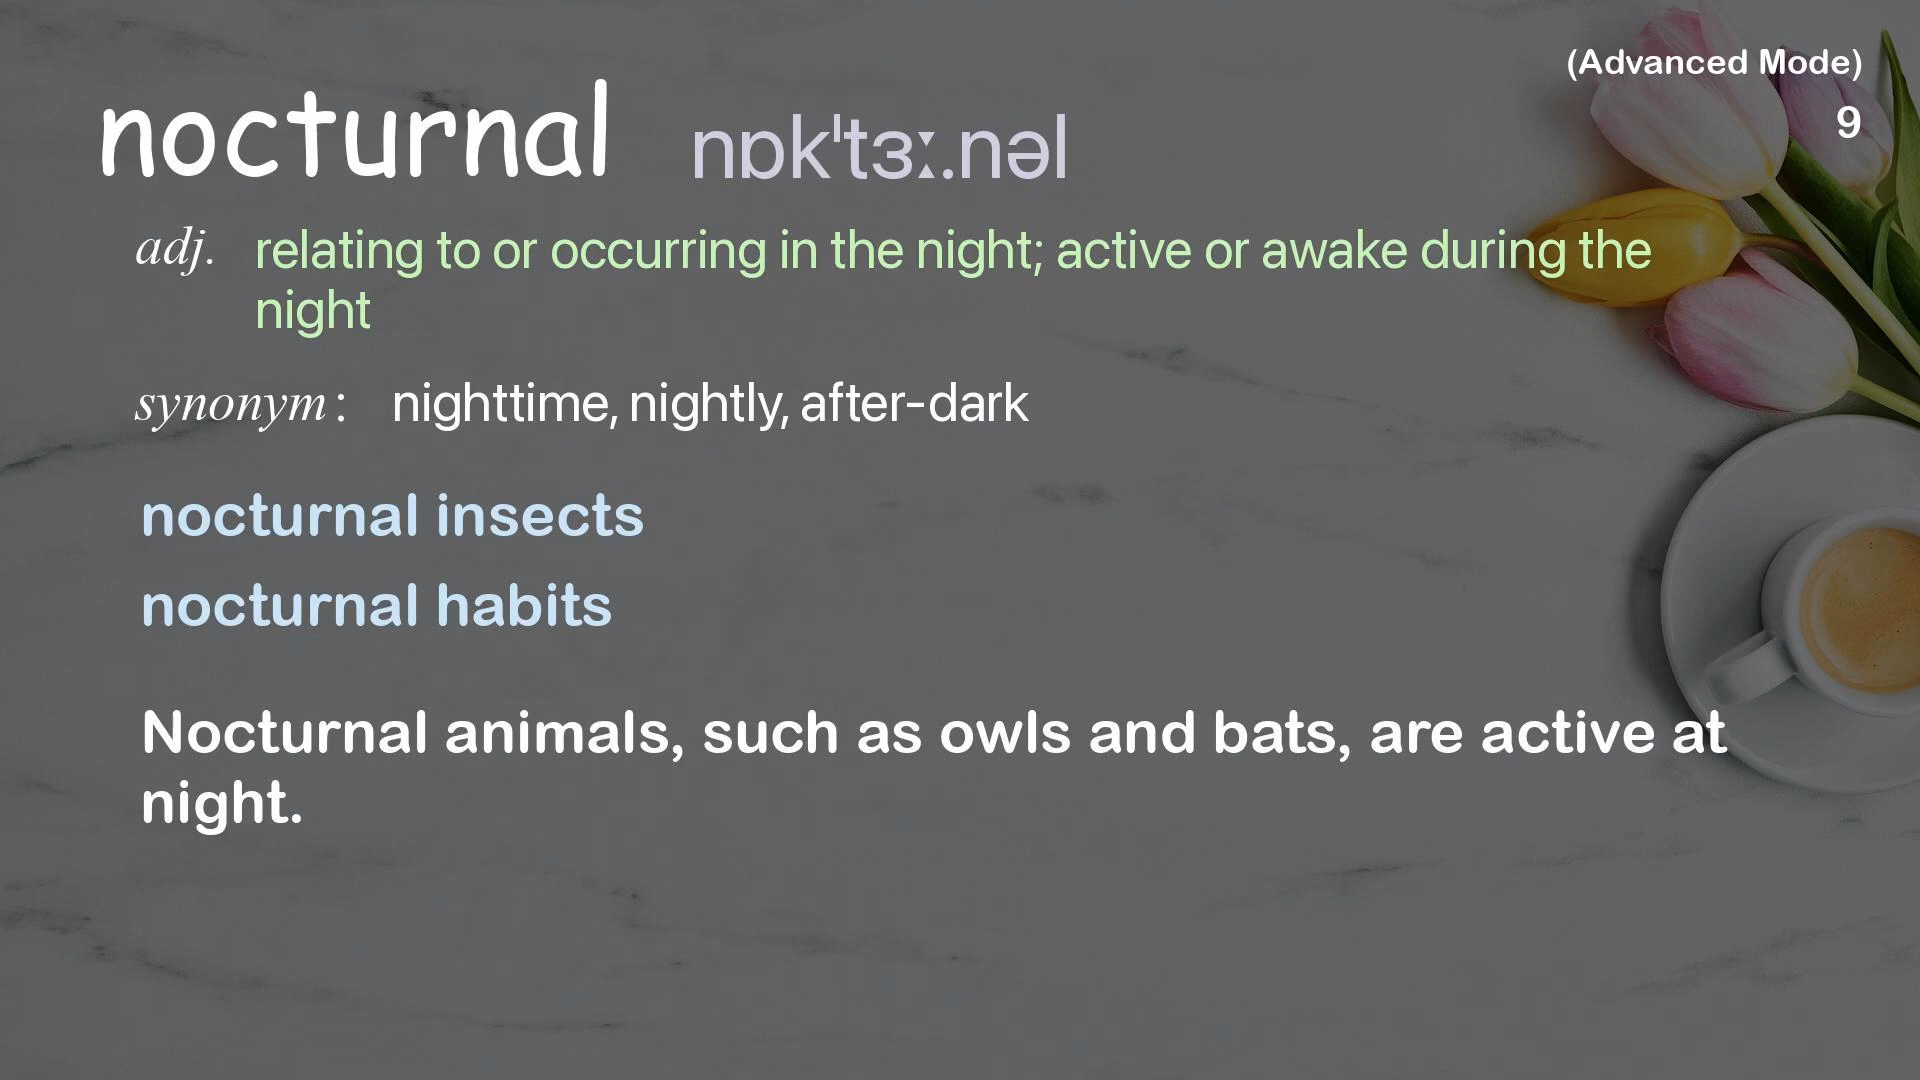 (Advanced Mode)
nocturnal nɒkˈtɜː.nəl
9
adj. relating to or occurring in the night; active or awake during the
night
synonym: nighttime, nightly, after-dark
nocturnal insects
nocturnal habits
Nocturnal animals, such as owls and bats, are active at
night.